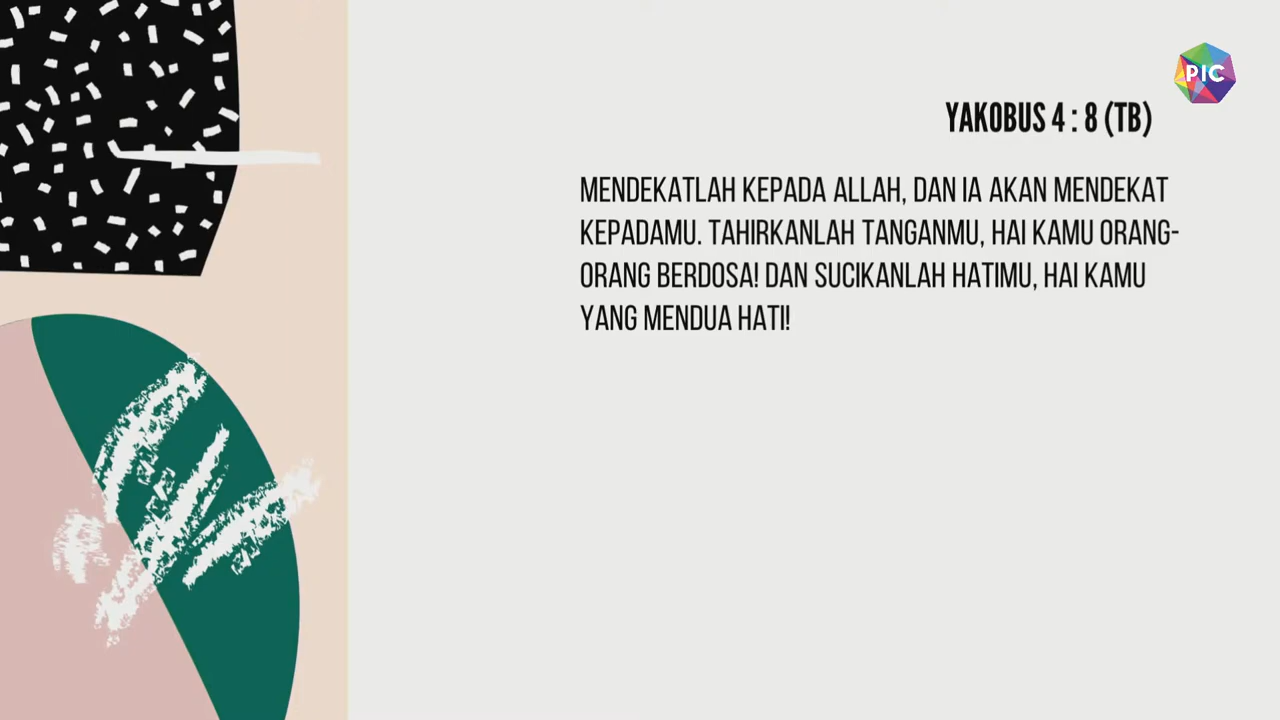 PIC
YAKOBUS 4 : 8 (TB)
MENDEKATLAH KEPADA ALLAH, DAN IA AKAN MENDEKAT
KEPADAMU. TAHIRKANLAH TANGANMU, HAI KAMU ORANG-
ORANG BERDOSA! DAN SUCIKANLAH HATIMU, HAI KAMU
YANG MENDUA HATI!